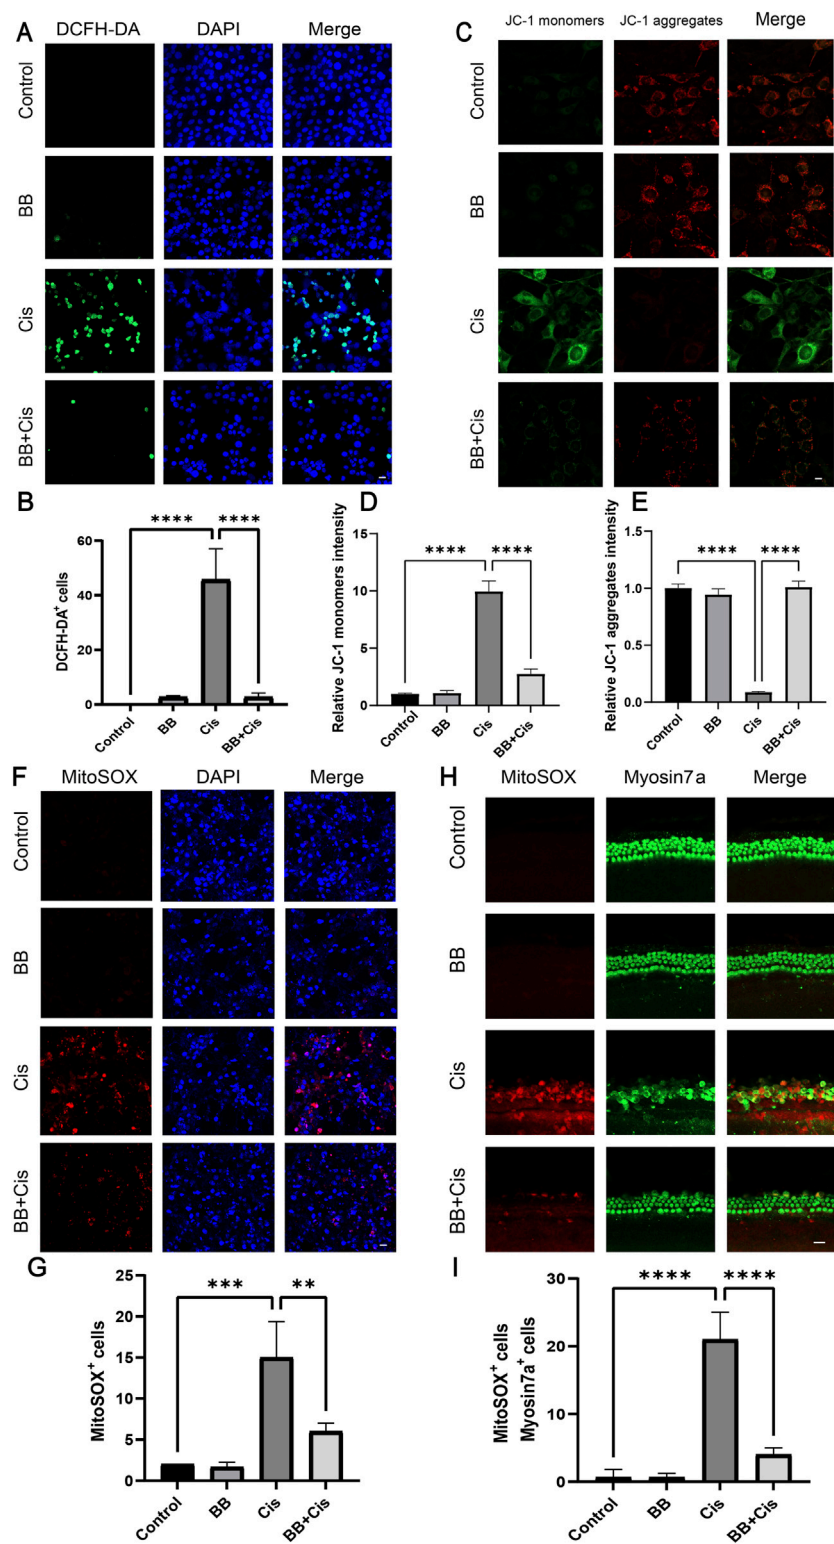 A DCFH-DA DAPI Merge
Control
BB
Cis
BB+Cis
C JC-1 monomers JC-1 aggregates Merge
Control
BB
Cis
BB+Cis
B
**** ****
DCFH-DA+ cells
60
40
20
0
Control BB Cis BB+Cis
D
**** ****
Relative JC-1 monomers intensity
15
10
5
0
Control BB Cis BB+Cis
E
**** ****
Relative JC-1 aggregates intensity
1.5
1.0
0.5
0.0
Control BB Cis BB+Cis
F MitoSOX DAPI Merge
Control
BB
Cis
BB+Cis
H MitoSOX Myosin7a Merge
Control
BB
Cis
BB+Cis
G
*** **
MitoSOX+ cells
25
20
15
10
5
0
Control BB Cis BB+Cis
I
**** ****
MitoSOX+ cells
Myosin7a+ cells
30
20
10
0
Control BB Cis BB+Cis